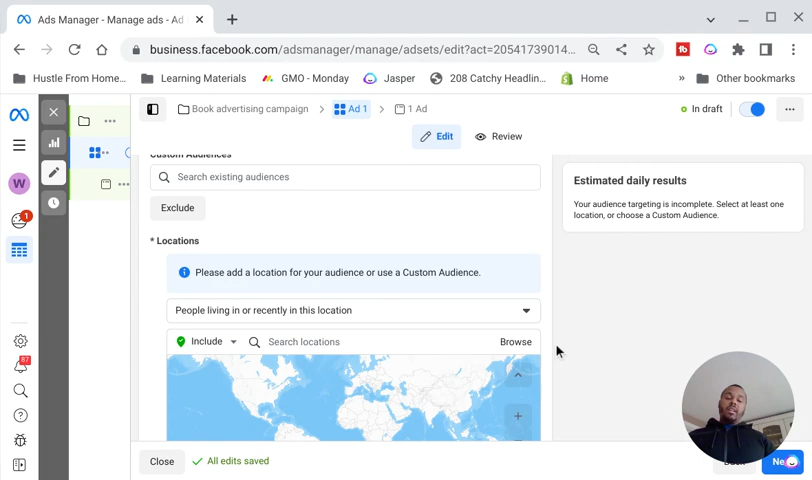 Ads Manager - Manage ads - Ad
business.facebook.com/adsmanager/manage/adsets/edit?act=20541739014...
Hustle From Home...
Learning Materials
GMO - Monday
Jasper
208 Catchy Headlin...
Home
»
Other bookmarks
Book advertising campaign
Ad 1
1 Ad
In draft
Edit
Review
W
1
87
Custom Audiences
Search existing audiences
Exclude
* Locations
Please add a location for your audience or use a Custom Audience.
People living in or recently in this location
Include
Search locations
Browse
Estimated daily results
Your audience targeting is incomplete. Select at least one
location, or choose a Custom Audience.
Close
All edits saved